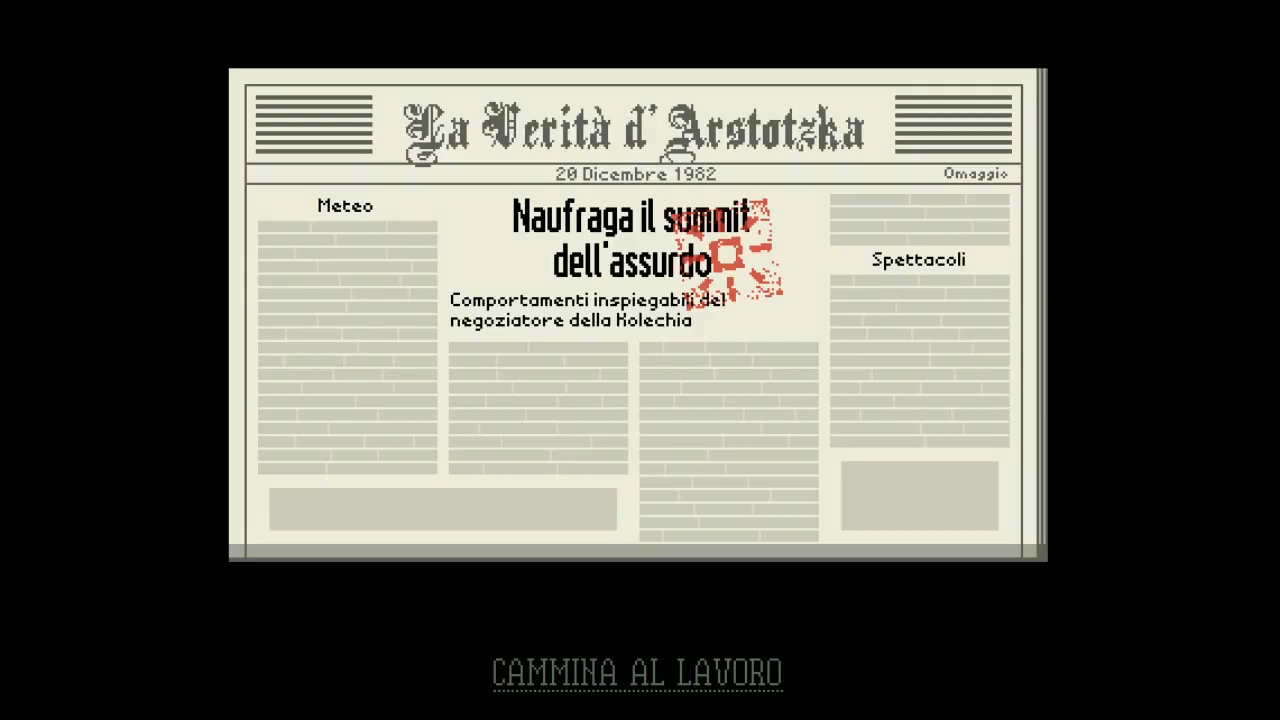 La Verità d'Arstotzka
20 Dicembre 1982
Omaggio
Meteo
Naufraga il summit
dell'assurdo
Comportamenti inspiegabili del
negoziatore della Kolechia
Spettacoli
CAMMINA AL LAVORO